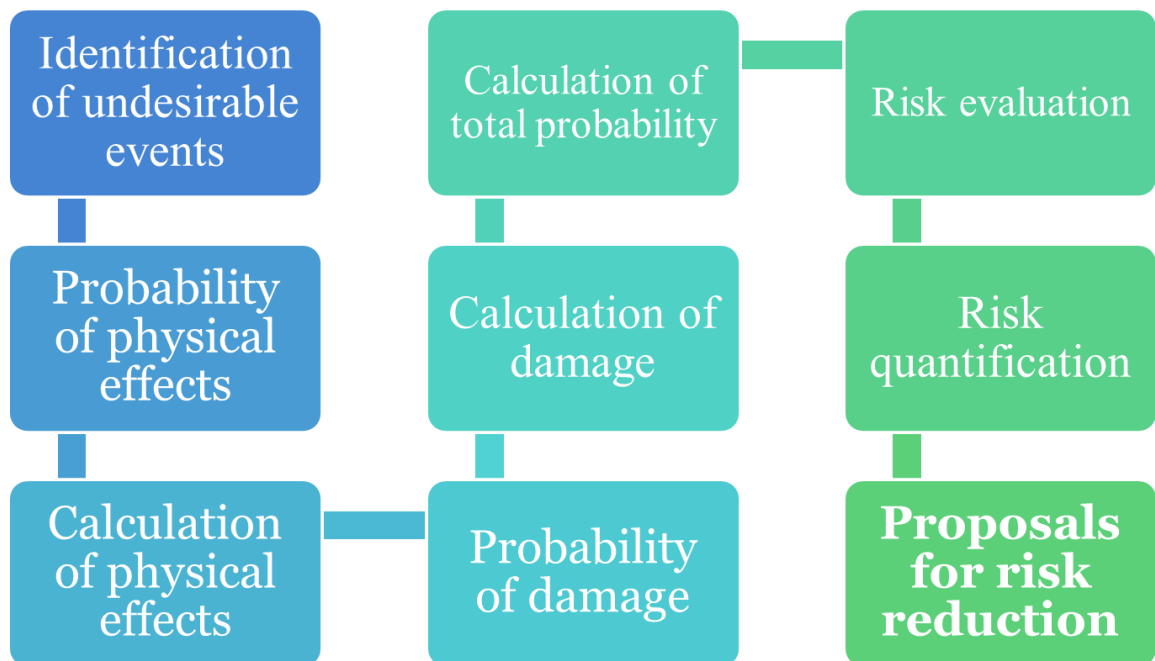 Identification
of undesirable
events
Probability
of physical
effects
Calculation
of physical
effects
Probability
of damage
Calculation of
damage
Calculation of
total probability
Risk evaluation
Risk
quantification
Proposals
for risk
reduction